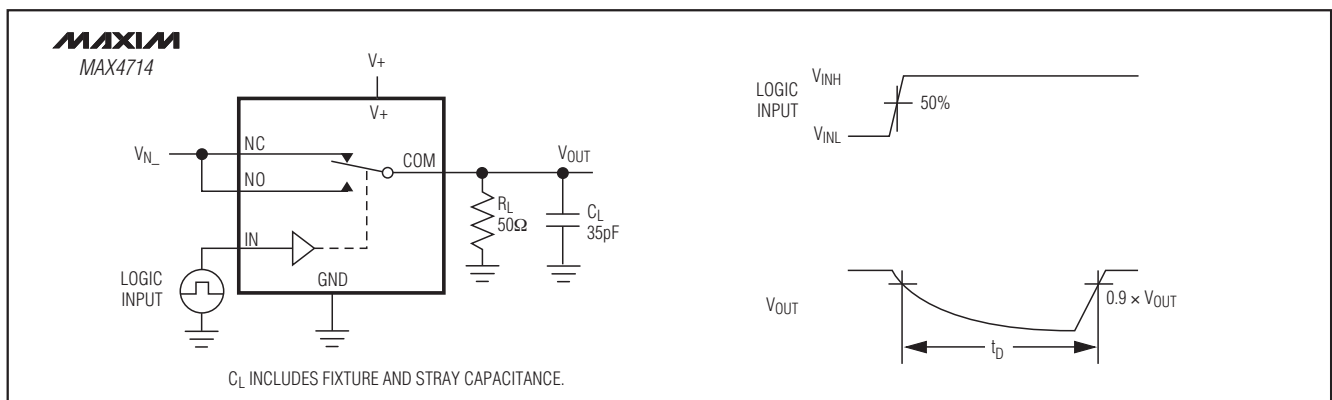 MAXIM
MAX4714
V+
V+
V_N_
NC
NO
COM
V_OUT
R_L
50Ω
C_L
35pF
IN
LOGIC
INPUT
GND
C_L INCLUDES FIXTURE AND STRAY CAPACITANCE.
LOGIC
INPUT
V_INH
50%
V_INL
V_OUT
0.9 × V_OUT
t_D